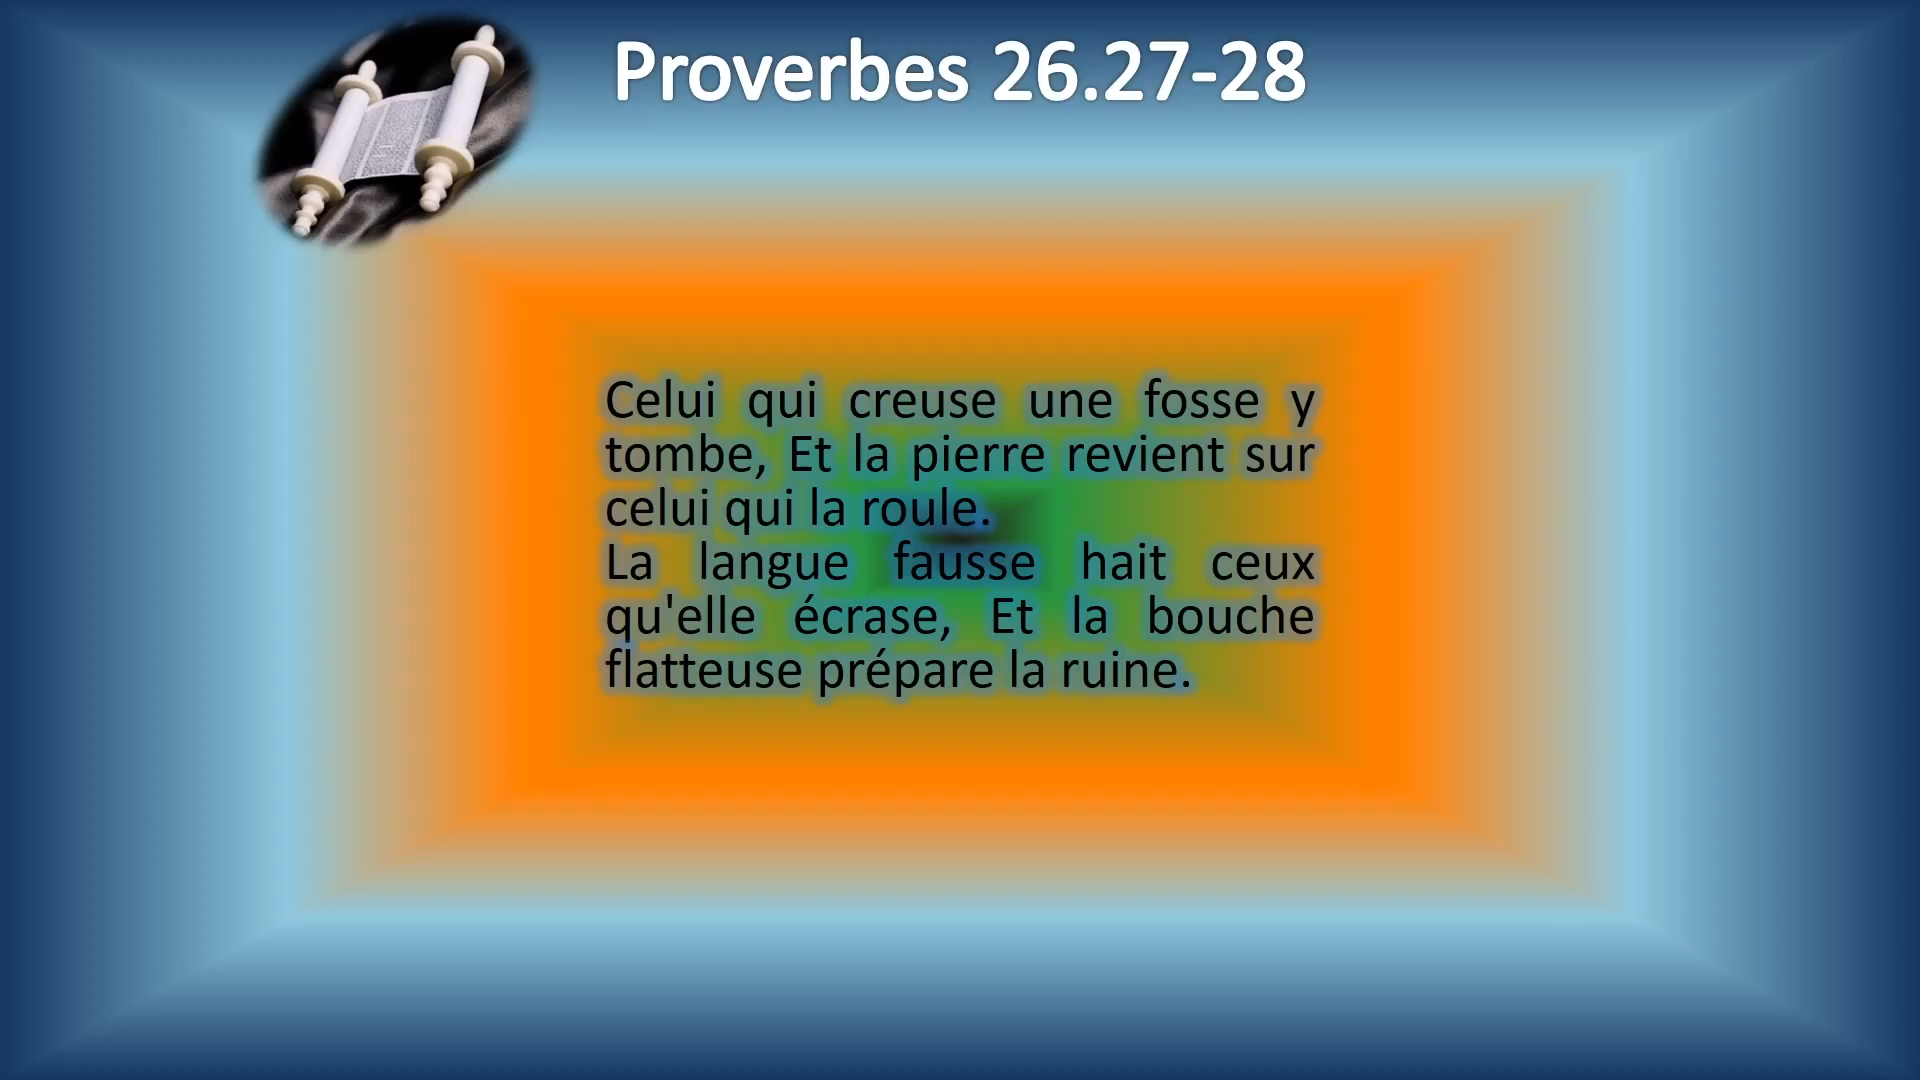 Proverbes 26.27-28
Celui qui creuse une fosse y
tombe, Et la pierre revient sur
celui qui la roule.
La langue fausse hait ceux
qu'elle écrase, Et la bouche
flatteuse prépare la ruine.